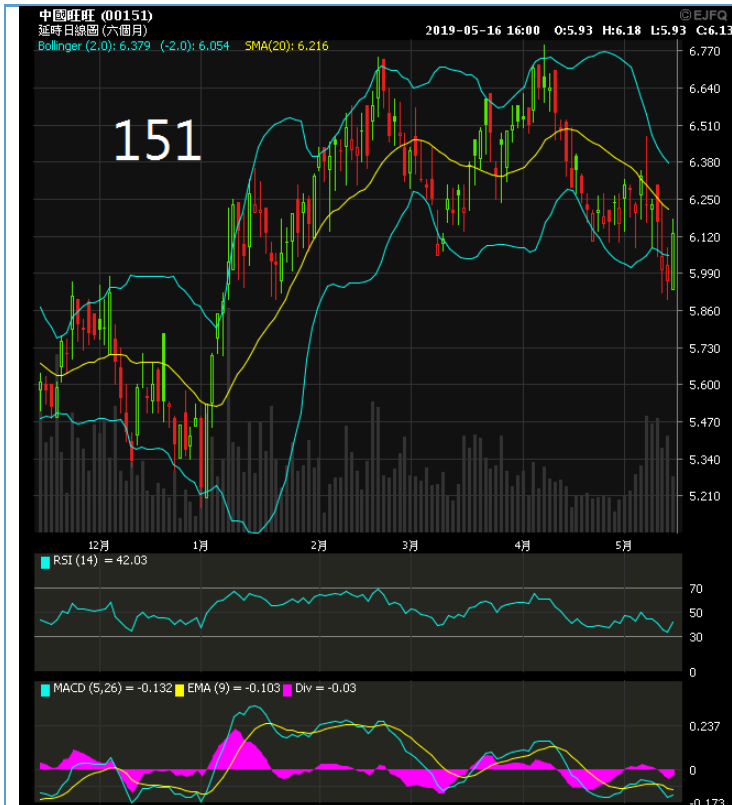 中國旺旺 (00151)
©EJFQ
延時日線圖 (六個月)
2019-05-16 16:00 O:5.93 H:6.18 L:5.93 C:6.13
Bollinger (2.0): 6.379 (-2.0): 6.054 SMA(20): 6.216
151
6.770
6.640
6.510
6.380
6.250
6.120
5.990
5.860
5.730
5.600
5.470
5.340
5.210
12月 1月 2月 3月 4月 5月
RSI (14) = 42.03
70
50
30
0
MACD (5,26) = -0.132 EMA (9) = -0.103 Div = -0.03
0.237
0
-0.173